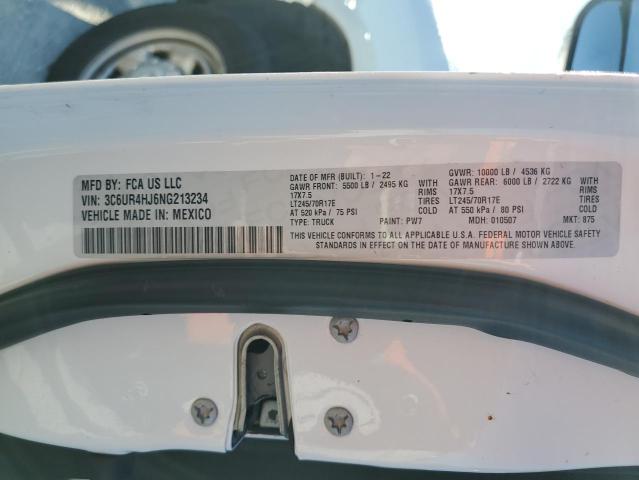 MFD BY: FCA US LLC
VIN: 3C6UR4HJ6NG213234
VEHICLE MADE IN: MEXICO
DATE OF MFR (BUILT): 1-22 GVWR: 10000 LB / 4536 KG
GAWR FRONT: 5500 LB / 2495 KG WITH GAWR REAR: 6000 LB / 2722 KG WITH
17X7.5 RIMS 17X7.5 RIMS
LT245/70R17E TIRES LT245/70R17E TIRES
AT 520 kPa / 75 PSI AT 550 kPa / 80 PSI
TYPE: TRUCK PAINT: PW7 MDH: 010507 MKT: 875
THIS VEHICLE CONFORMS TO ALL APPLICABLE U.S.A. FEDERAL MOTOR VEHICLE SAFETY
STANDARDS IN EFFECT ON THE DATE OF MANUFACTURE SHOWN ABOVE